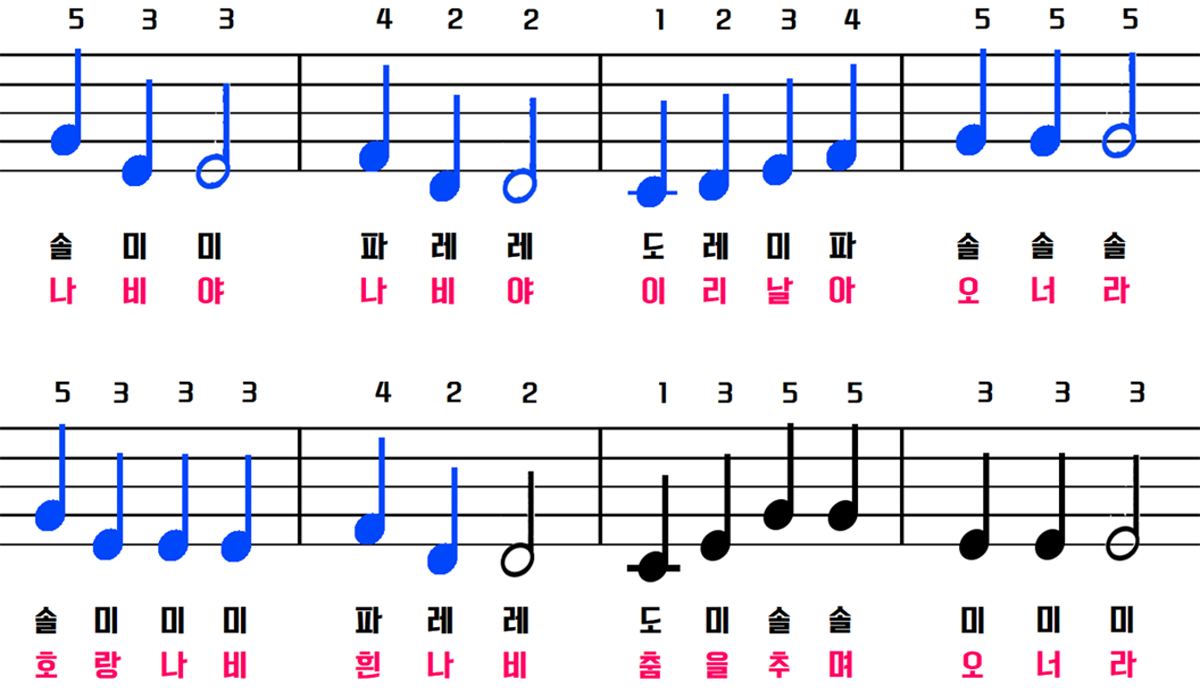 5 3 3 4 2 2 1 2 3 4 5 5 5
솔 미 미 파 레 레 도 레 미 파 솔 솔 솔
나 비 야 나 비 야 이 리 날 아 오 너 라
5 3 3 3 4 2 2 1 3 5 5 3 3 3
솔 미 미 미 파 레 레 도 미 솔 솔 미 미 미
호 랑 나 비 흰 나 비 춤 을 추 며 오 너 라